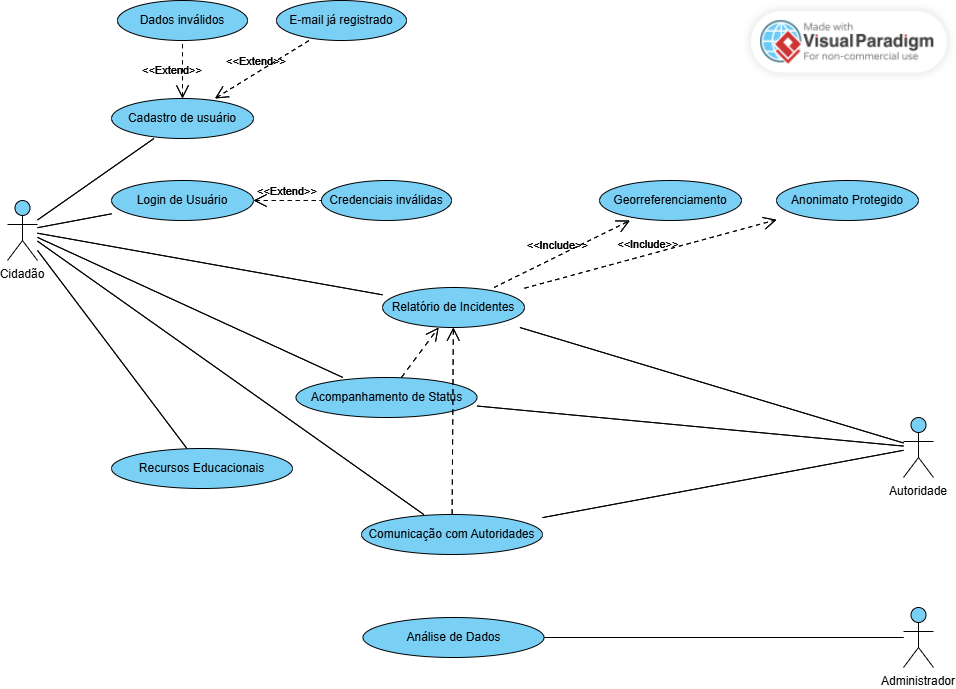 Dados inválidos
E-mail já registrado
Made with
Visual Paradigm
For non-commercial use
<<Extend>>
<<Extend>>
Cadastro de usuário
Login de Usuário
<<Extend>>
Credenciais inválidas
Georreferenciamento
Anonimato Protegido
<<Include>>
<<Include>>
Cidadão
Relatório de Incidentes
Acompanhamento de Status
Recursos Educacionais
Autoridade
Comunicação com Autoridades
Análise de Dados
Administrador